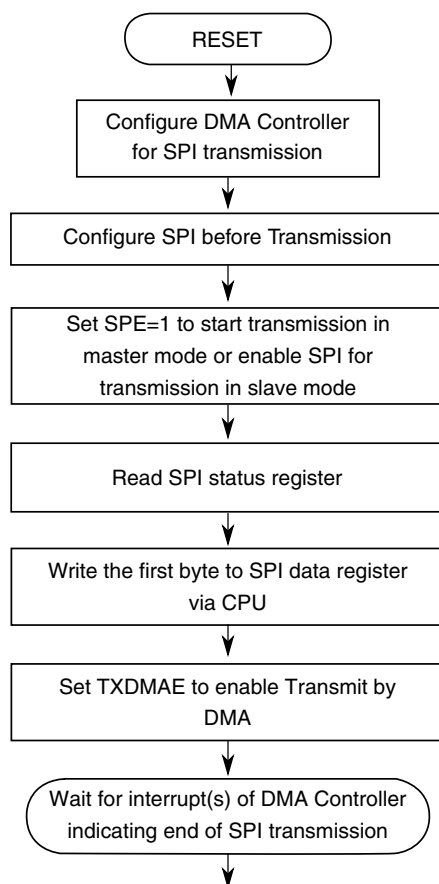 RESET
Configure DMA Controller
for SPI transmission
Configure SPI before Transmission
Set SPE=1 to start transmission in
master mode or enable SPI for
transmission in slave mode
Read SPI status register
Write the first byte to SPI data register
via CPU
Set TXDMAE to enable Transmit by
DMA
Wait for interrupt(s) of DMA Controller
indicating end of SPI transmission